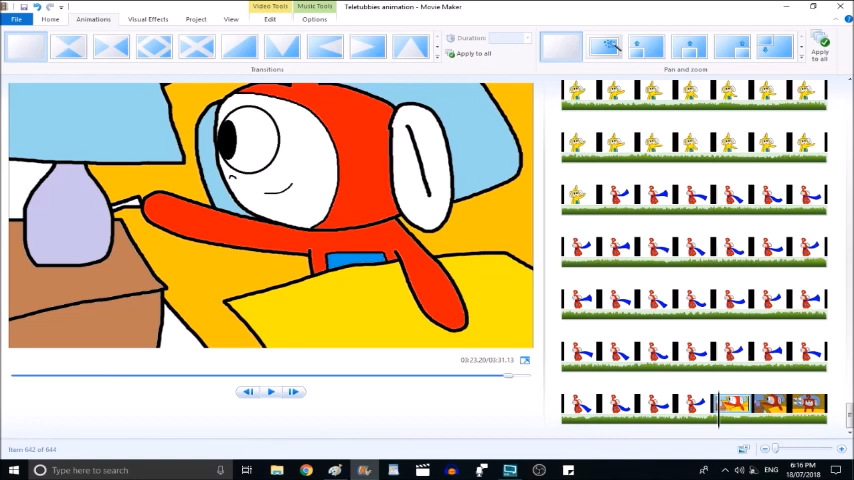 Video Tools
Music Tools
Teletubbies animation - Movie Maker
File
Home
Animations
Visual Effects
Project
View
Edit
Options
Duration:
Apply to all
Transitions
Apply to all
Pan and zoom
03:23.20/03:31.13
Item 642 of 644
Type here to search
ENG
6:16 PM
18/07/2018